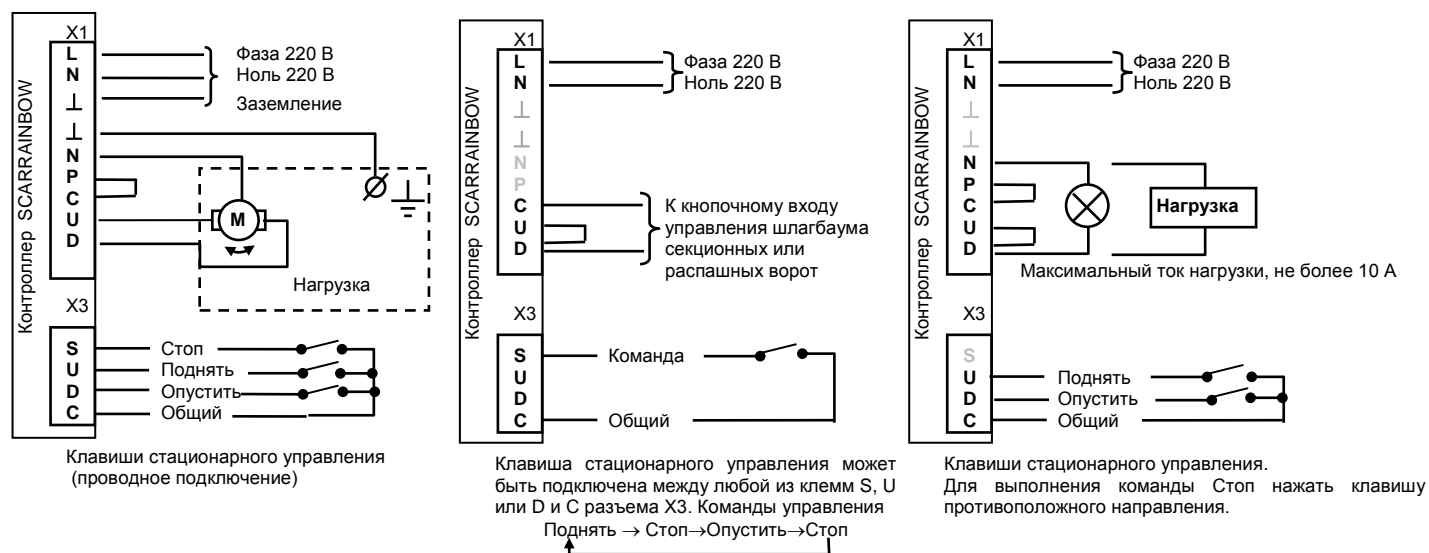 X1
Контроллер SCARRAINBOW
L
N
⊥
⊥
N
P
C
U
D
Фаза 220 В
Ноль 220 В
Заземление
M
Нагрузка
X3
S
U
D
C
Стоп
Поднять
Опустить
Общий
Клавиши стационарного управления
(проводное подключение)
X1
Контроллер SCARRAINBOW
L
N
⊥
⊥
N
P
C
U
D
Фаза 220 В
Ноль 220 В
К кнопочному входу
управления шлагбаума
секционных или
распашных ворот
X3
S
U
D
C
Команда
Общий
Клавиша стационарного управления может
быть подключена между любой из клемм S, U
или D и C разъема X3. Команды управления
Поднять → Стоп→Опустить→Стоп
X1
Контроллер SCARRAINBOW
L
N
⊥
⊥
N
P
C
U
D
Фаза 220 В
Ноль 220 В
Нагрузка
Максимальный ток нагрузки, не более 10 А
X3
S
U
D
C
Поднять
Опустить
Общий
Клавиши стационарного управления.
Для выполнения команды Стоп нажать клавишу
противоположного направления.